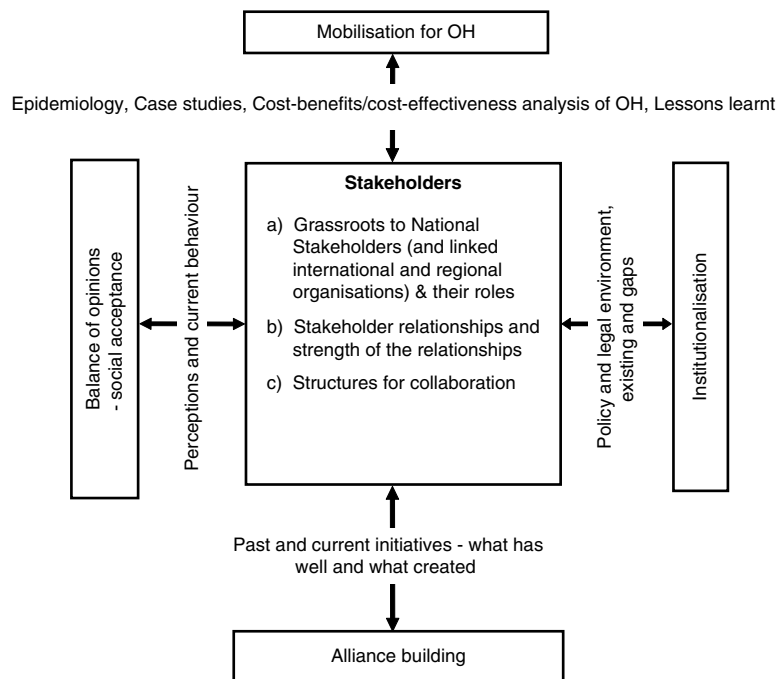 Mobilisation for OH
Epidemiology, Case studies, Cost-benefits/cost-effectiveness analysis of OH, Lessons learnt
Balance of opinions
- social acceptance
Perceptions and current behaviour
Stakeholders
a) Grassroots to National
Stakeholders (and linked
international and regional
organisations) & their roles
b) Stakeholder relationships and
strength of the relationships
c) Structures for collaboration
Policy and legal environment,
existing and gaps
Institutionalisation
Past and current initiatives - what has
well and what created
Alliance building